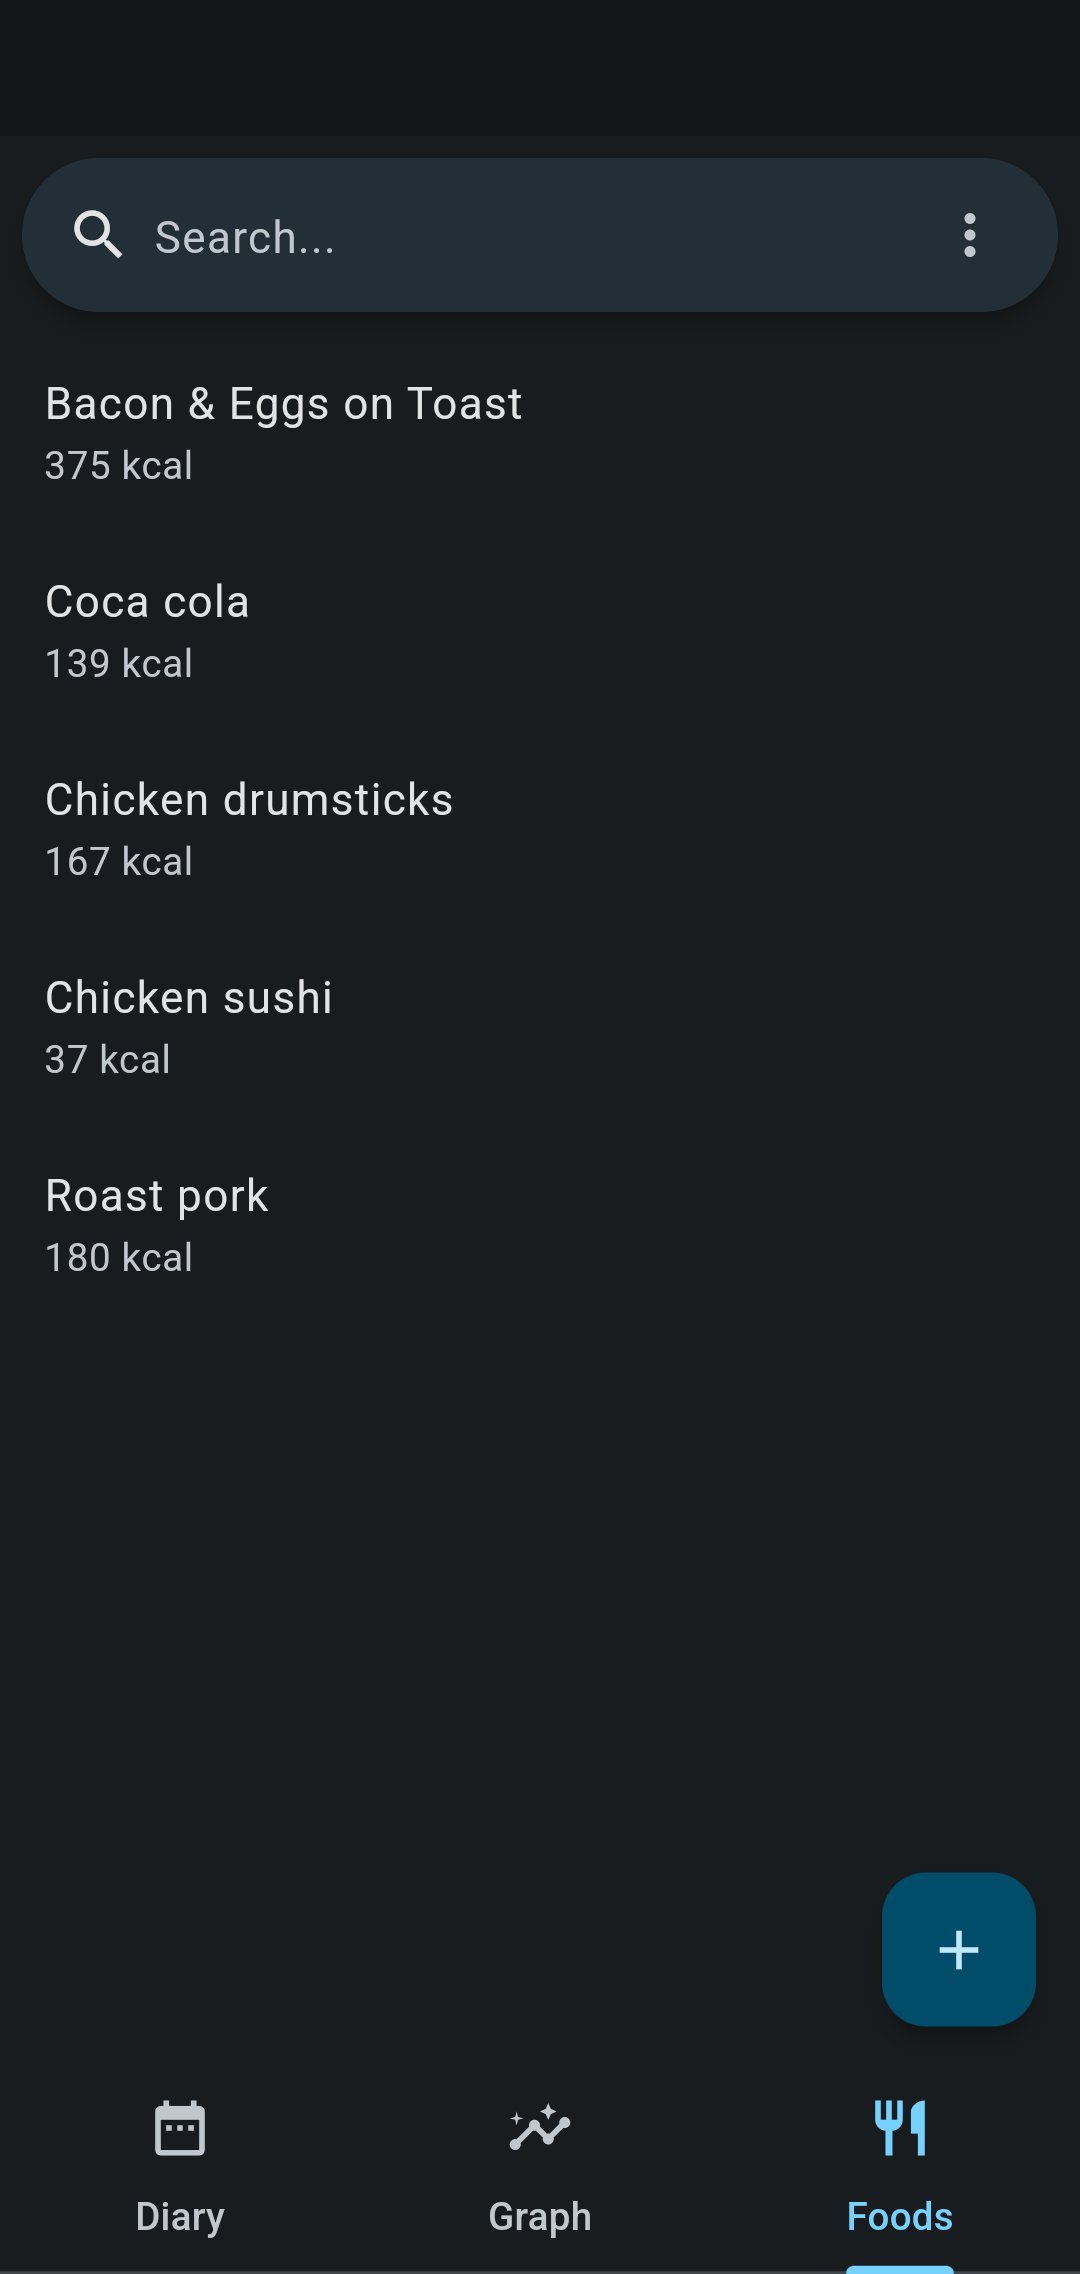 Search...
Bacon & Eggs on Toast
375 kcal
Coca cola
139 kcal
Chicken drumsticks
167 kcal
Chicken sushi
37 kcal
Roast pork
180 kcal
Diary
Graph
Foods